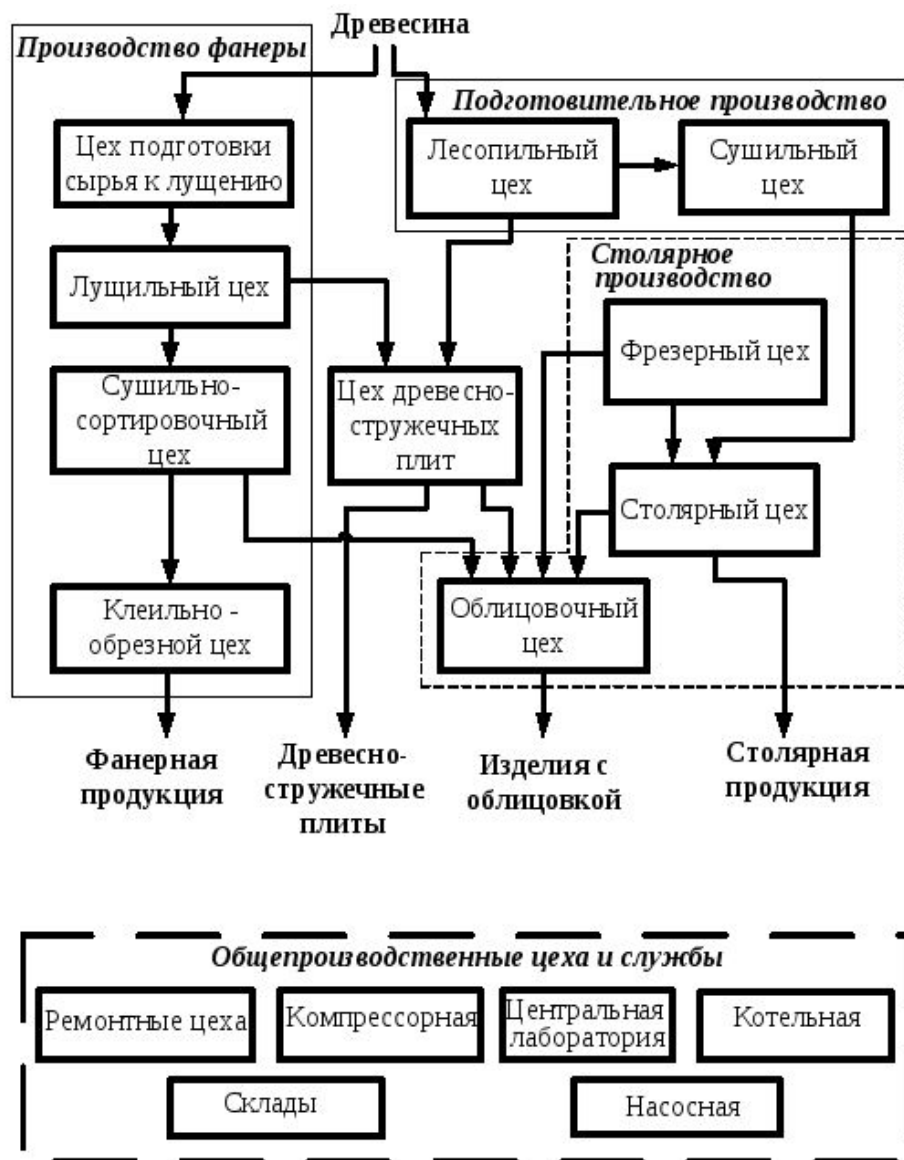 Древесина
Производство фанеры
Подготовительное производство
Цех подготовки
сырья к лущению
Лесопильный
цех
Сушильный
цех
Столярное
производство
Лущильный цех
Фрезерный цех
Сушильно-
сортировочный
цех
Цех древесно-
стружечных
плит
Столярный цех
Клеильно -
обрезной цех
Облицовочный
цех
Фанерная
продукция
Древесно-
стружечные
плиты
Изделия с
облицовкой
Столярная
продукция
Общепроизводственные цеха и службы
Ремонтные цеха
Компрессорная
Центральная
лаборатория
Котельная
Склады
Насосная